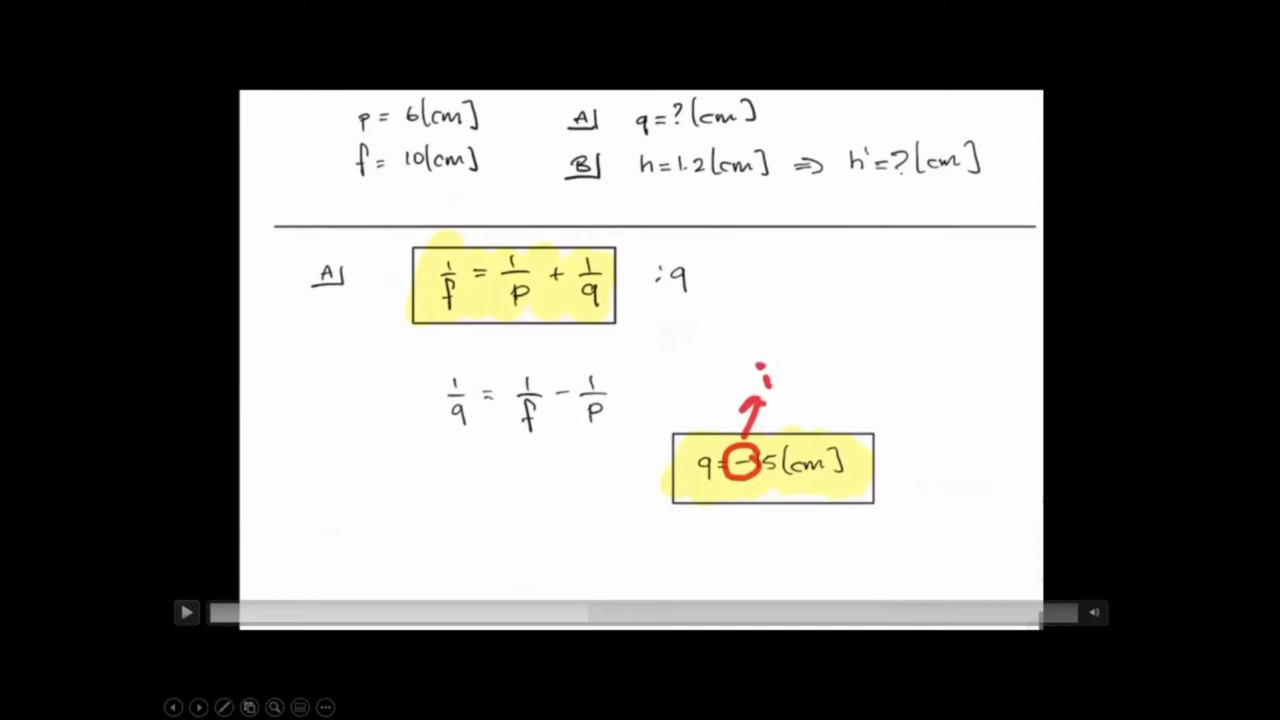 p = 6[cm] A| q = ? [cm]
f = 10[cm] B| h = 1.2 [cm] ⇒ h' = ? [cm]
A| 1/f = 1/p + 1/q : q
1/q = 1/f - 1/p
q = -15 [cm]